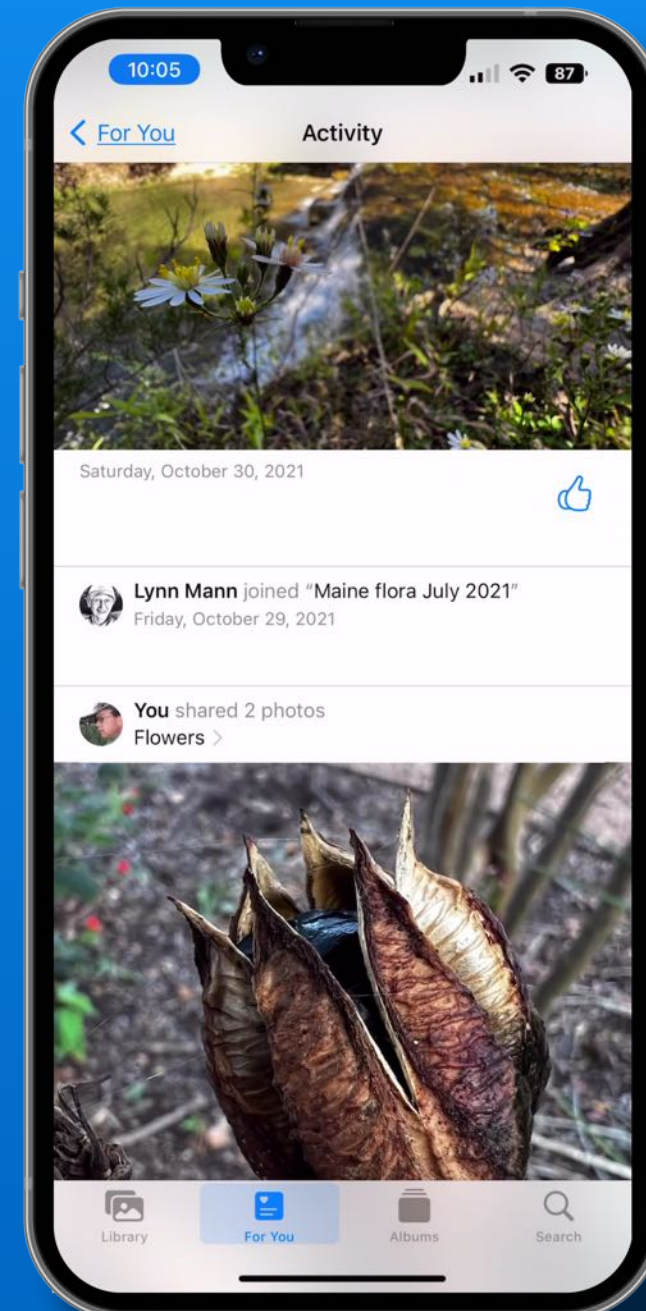 10:05
87
For You
Activity
Saturday, October 30, 2021
Lynn Mann joined “Maine flora July 2021”
Friday, October 29, 2021
You shared 2 photos
Flowers >
Library
For You
Albums
Search